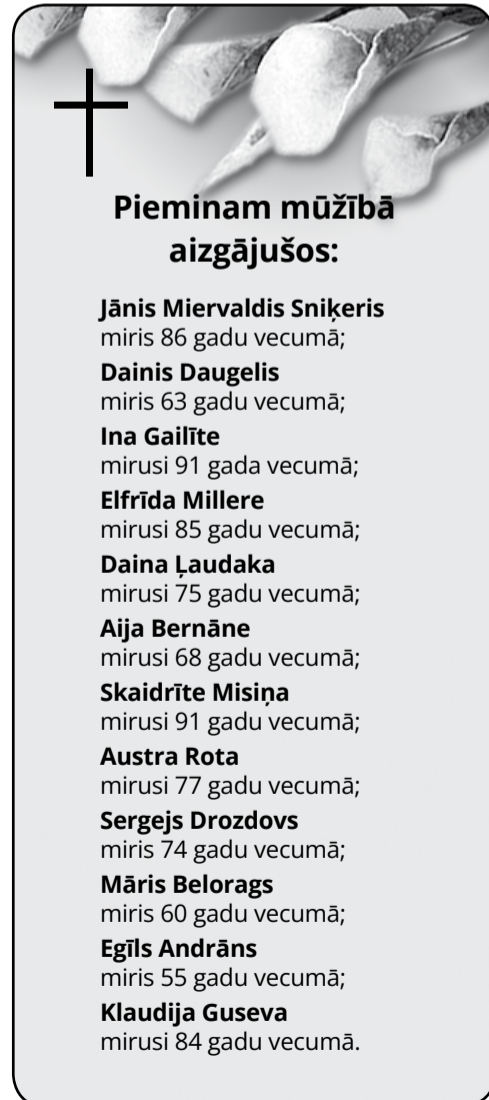 Pieminam mūžībā
aizgājušos:
Jānis Miervaldis Sniķeris
miris 86 gadu vecumā;
Dainis Daugelis
miris 63 gadu vecumā;
Ina Gailīte
mirusi 91 gada vecumā;
Elfrīda Millere
mirusi 85 gadu vecumā;
Daina Ļaudaka
mirusi 75 gadu vecumā;
Aija Bernāne
mirusi 68 gadu vecumā;
Skaidrīte Misiņa
mirusi 91 gadu vecumā;
Austra Rota
mirusi 77 gadu vecumā;
Sergejs Drozdovs
miris 74 gadu vecumā;
Māris Belorags
miris 60 gadu vecumā;
Egīls Andrāns
miris 55 gadu vecumā;
Klaudija Guseva
mirusi 84 gadu vecumā.